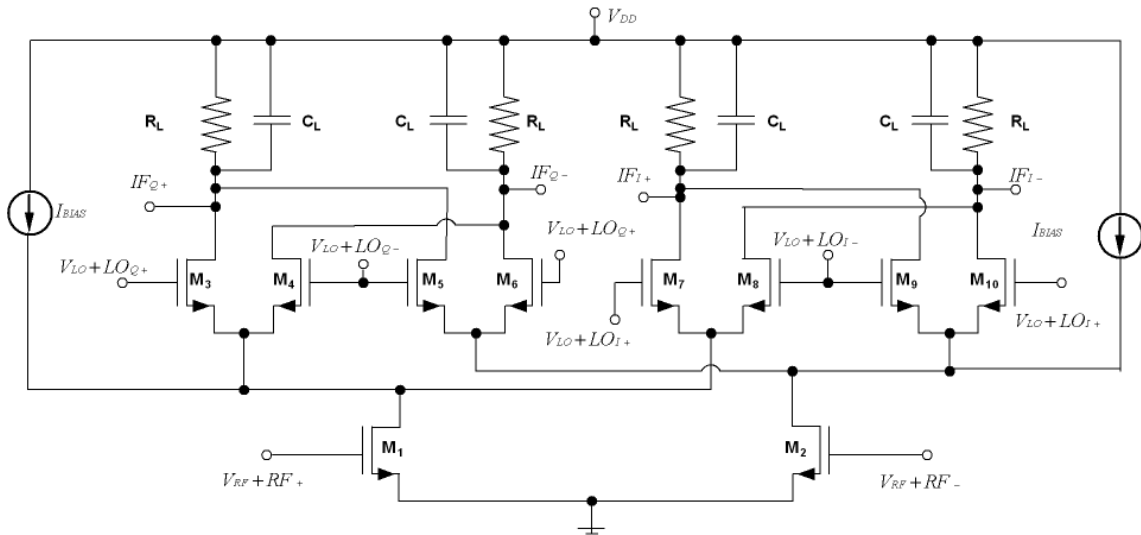 V_DD
R_L C_L C_L R_L R_L C_L C_L R_L
IF_Q+ IF_Q- IF_I+ IF_I-
I_BIAS V_LO+LO_Q- V_LO+LO_Q+ V_LO+LO_I- I_BIAS
V_LO+LO_Q+ M_3 M_4 M_5 M_6 M_7 M_8 M_9 M_10
V_LO+LO_I+ V_LO+LO_I+
M_1 M_2
V_RF+RF_+ V_RF+RF_-